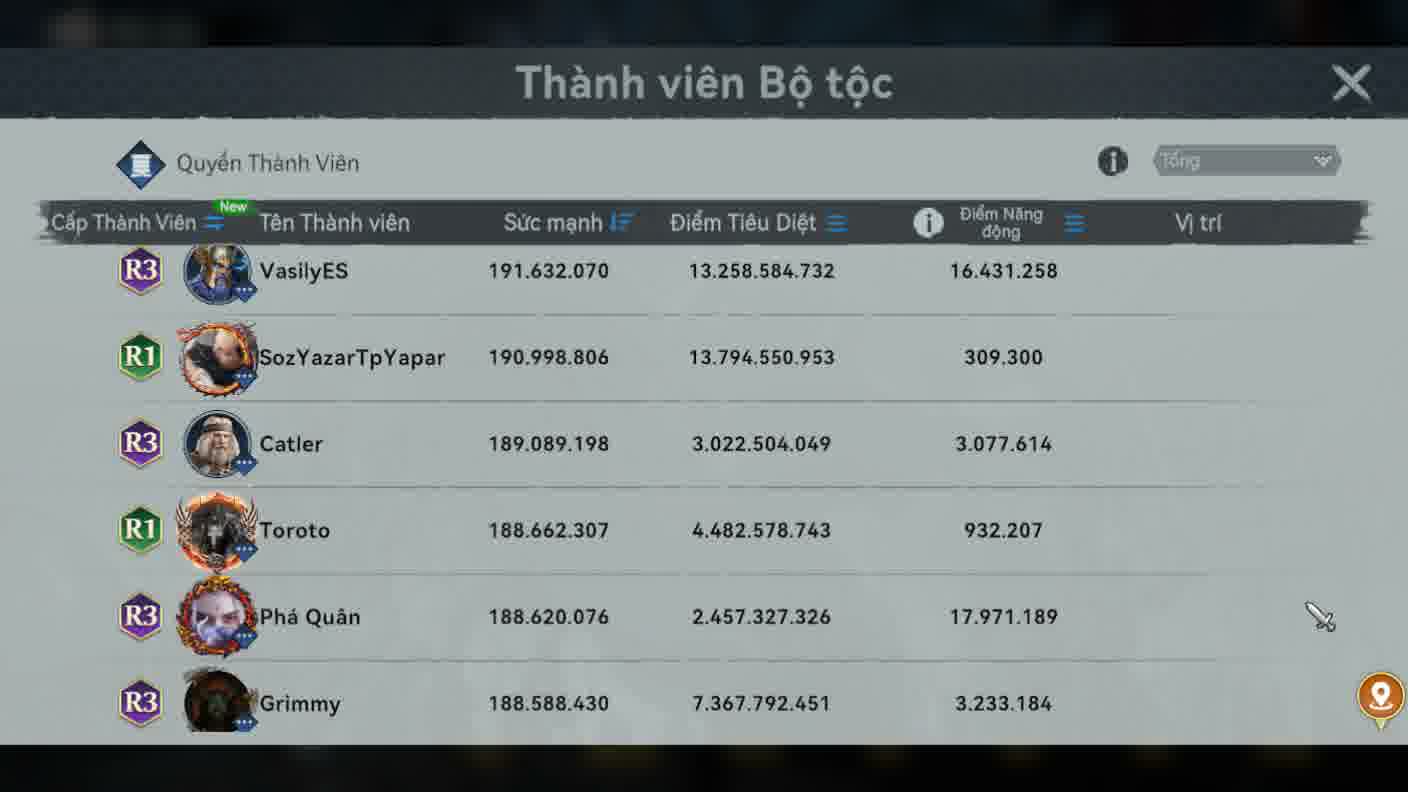 Thành viên Bộ tộc
Quyền Thành Viên
Tổng
New
Cấp Thành Viên Tên Thành viên Sức mạnh Điểm Tiêu Diệt Điểm Năng động Vị trí
R3 VasilyES 191.632.070 13.258.584.732 16.431.258
R1 SozYazarTpYapar 190.998.806 13.794.550.953 309.300
R3 Catler 189.089.198 3.022.504.049 3.077.614
R1 Toroto 188.662.307 4.482.578.743 932.207
R3 Phá Quân 188.620.076 2.457.327.326 17.971.189
R3 Grimmy 188.588.430 7.367.792.451 3.233.184